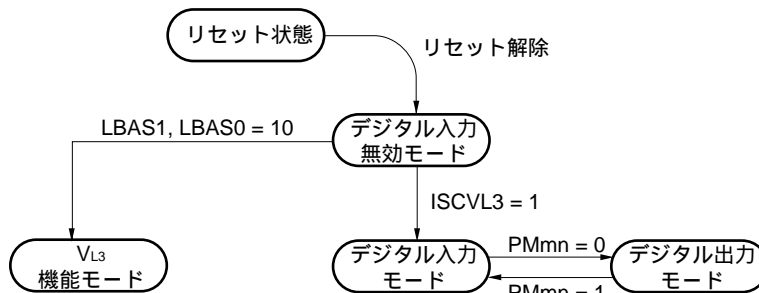 リセット状態
リセット解除
LBAS1, LBAS0 = 10
デジタル入力
無効モード
ISCVL3 = 1
VL3
機能モード
デジタル入力
モード
PMmn = 0
デジタル出力
モード
PMmn = 1